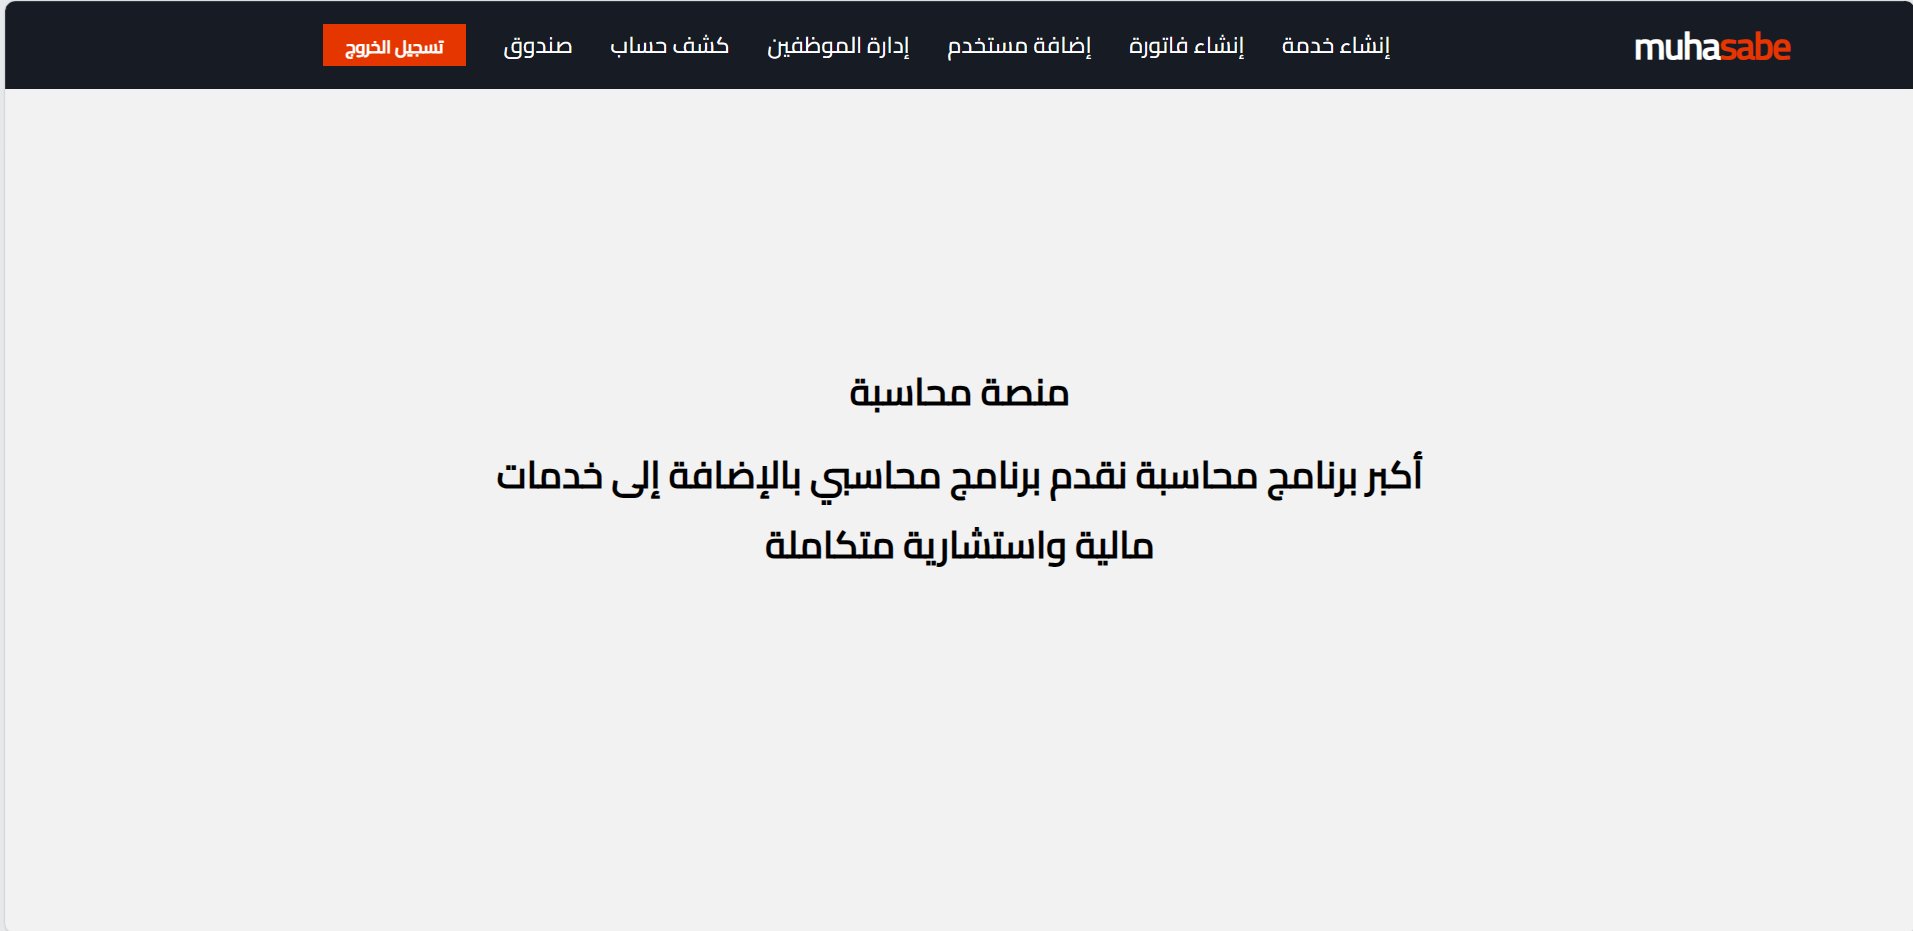 muhasabe
إنشاء خدمة
إنشاء فاتورة
إضافة مستخدم
إدارة الموظفين
كشف حساب
صندوق
تسجيل الخروج
منصة محاسبة
أكبر برنامج محاسبة نقدم برنامج محاسبي بالإضافة إلى خدمات
مالية واستشارية متكاملة